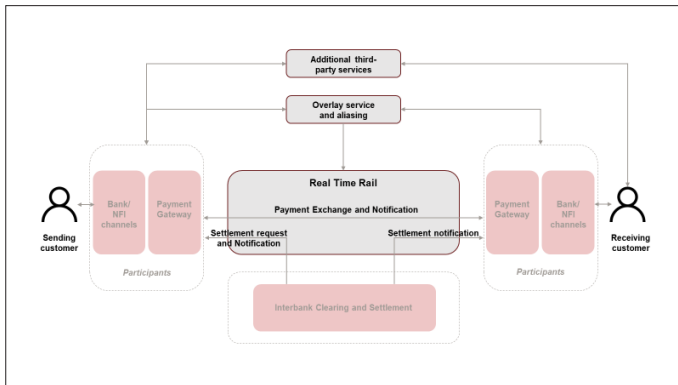 Additional third-
party services
Overlay service
and aliasing
Real Time Rail
Bank/
NFI
channels
Payment
Gateway
Payment Exchange and Notification
Payment
Gateway
Bank/
NFI
channels
Sending
customer
Settlement request
and Notification
Settlement notification
Receiving
customer
Participants
Participants
Interbank Clearing and Settlement